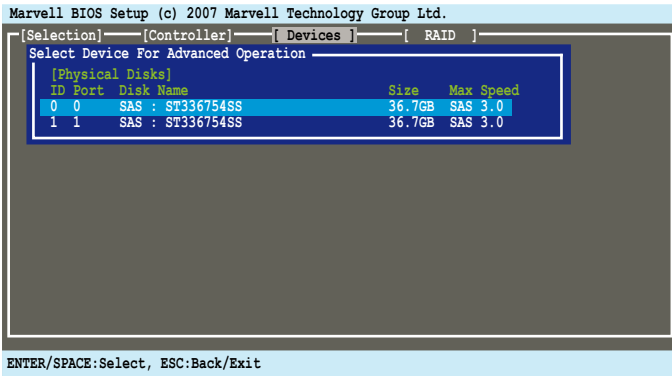 Marvell BIOS Setup (c) 2007 Marvell Technology Group Ltd.
[Selection] [Controller] [ Devices ] [ RAID ]
Select Device For Advanced Operation
[Physical Disks]
ID Port Disk Name Size Max Speed
0 0 SAS : ST336754SS 36.7GB SAS 3.0
1 1 SAS : ST336754SS 36.7GB SAS 3.0
ENTER/SPACE:Select, ESC:Back/Exit